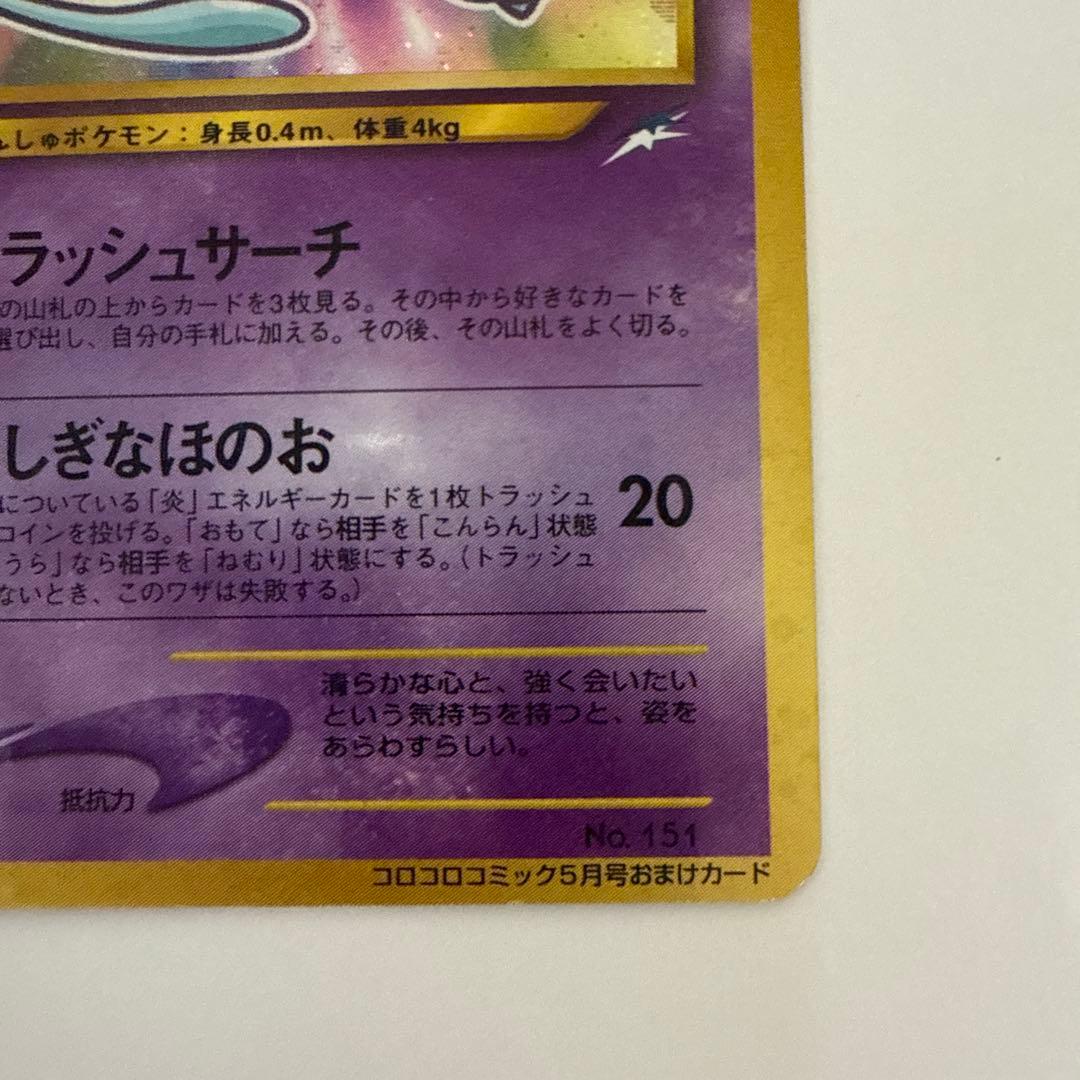 んしゅポケモン：身長0.4m、体重4kg
ラッシュサーチ
の山札の上からカードを3枚見る。その中から好きなカードを
選び出し、自分の手札に加える。その後、その山札をよく切る。
しぎなほのお
についている「炎」エネルギーカードを1枚トラッシュ
20
コインを投げる。「おもて」なら相手を「こんらん」状態
うら」なら相手を「ねむり」状態にする。（トラッシュ
ないとき、このワザは失敗する。）
清らかな心と、強く会いたい
という気持ちを持つと、姿を
あらわすらしい。
抵抗力
No. 151
コロコロコミック5月号おまけカード